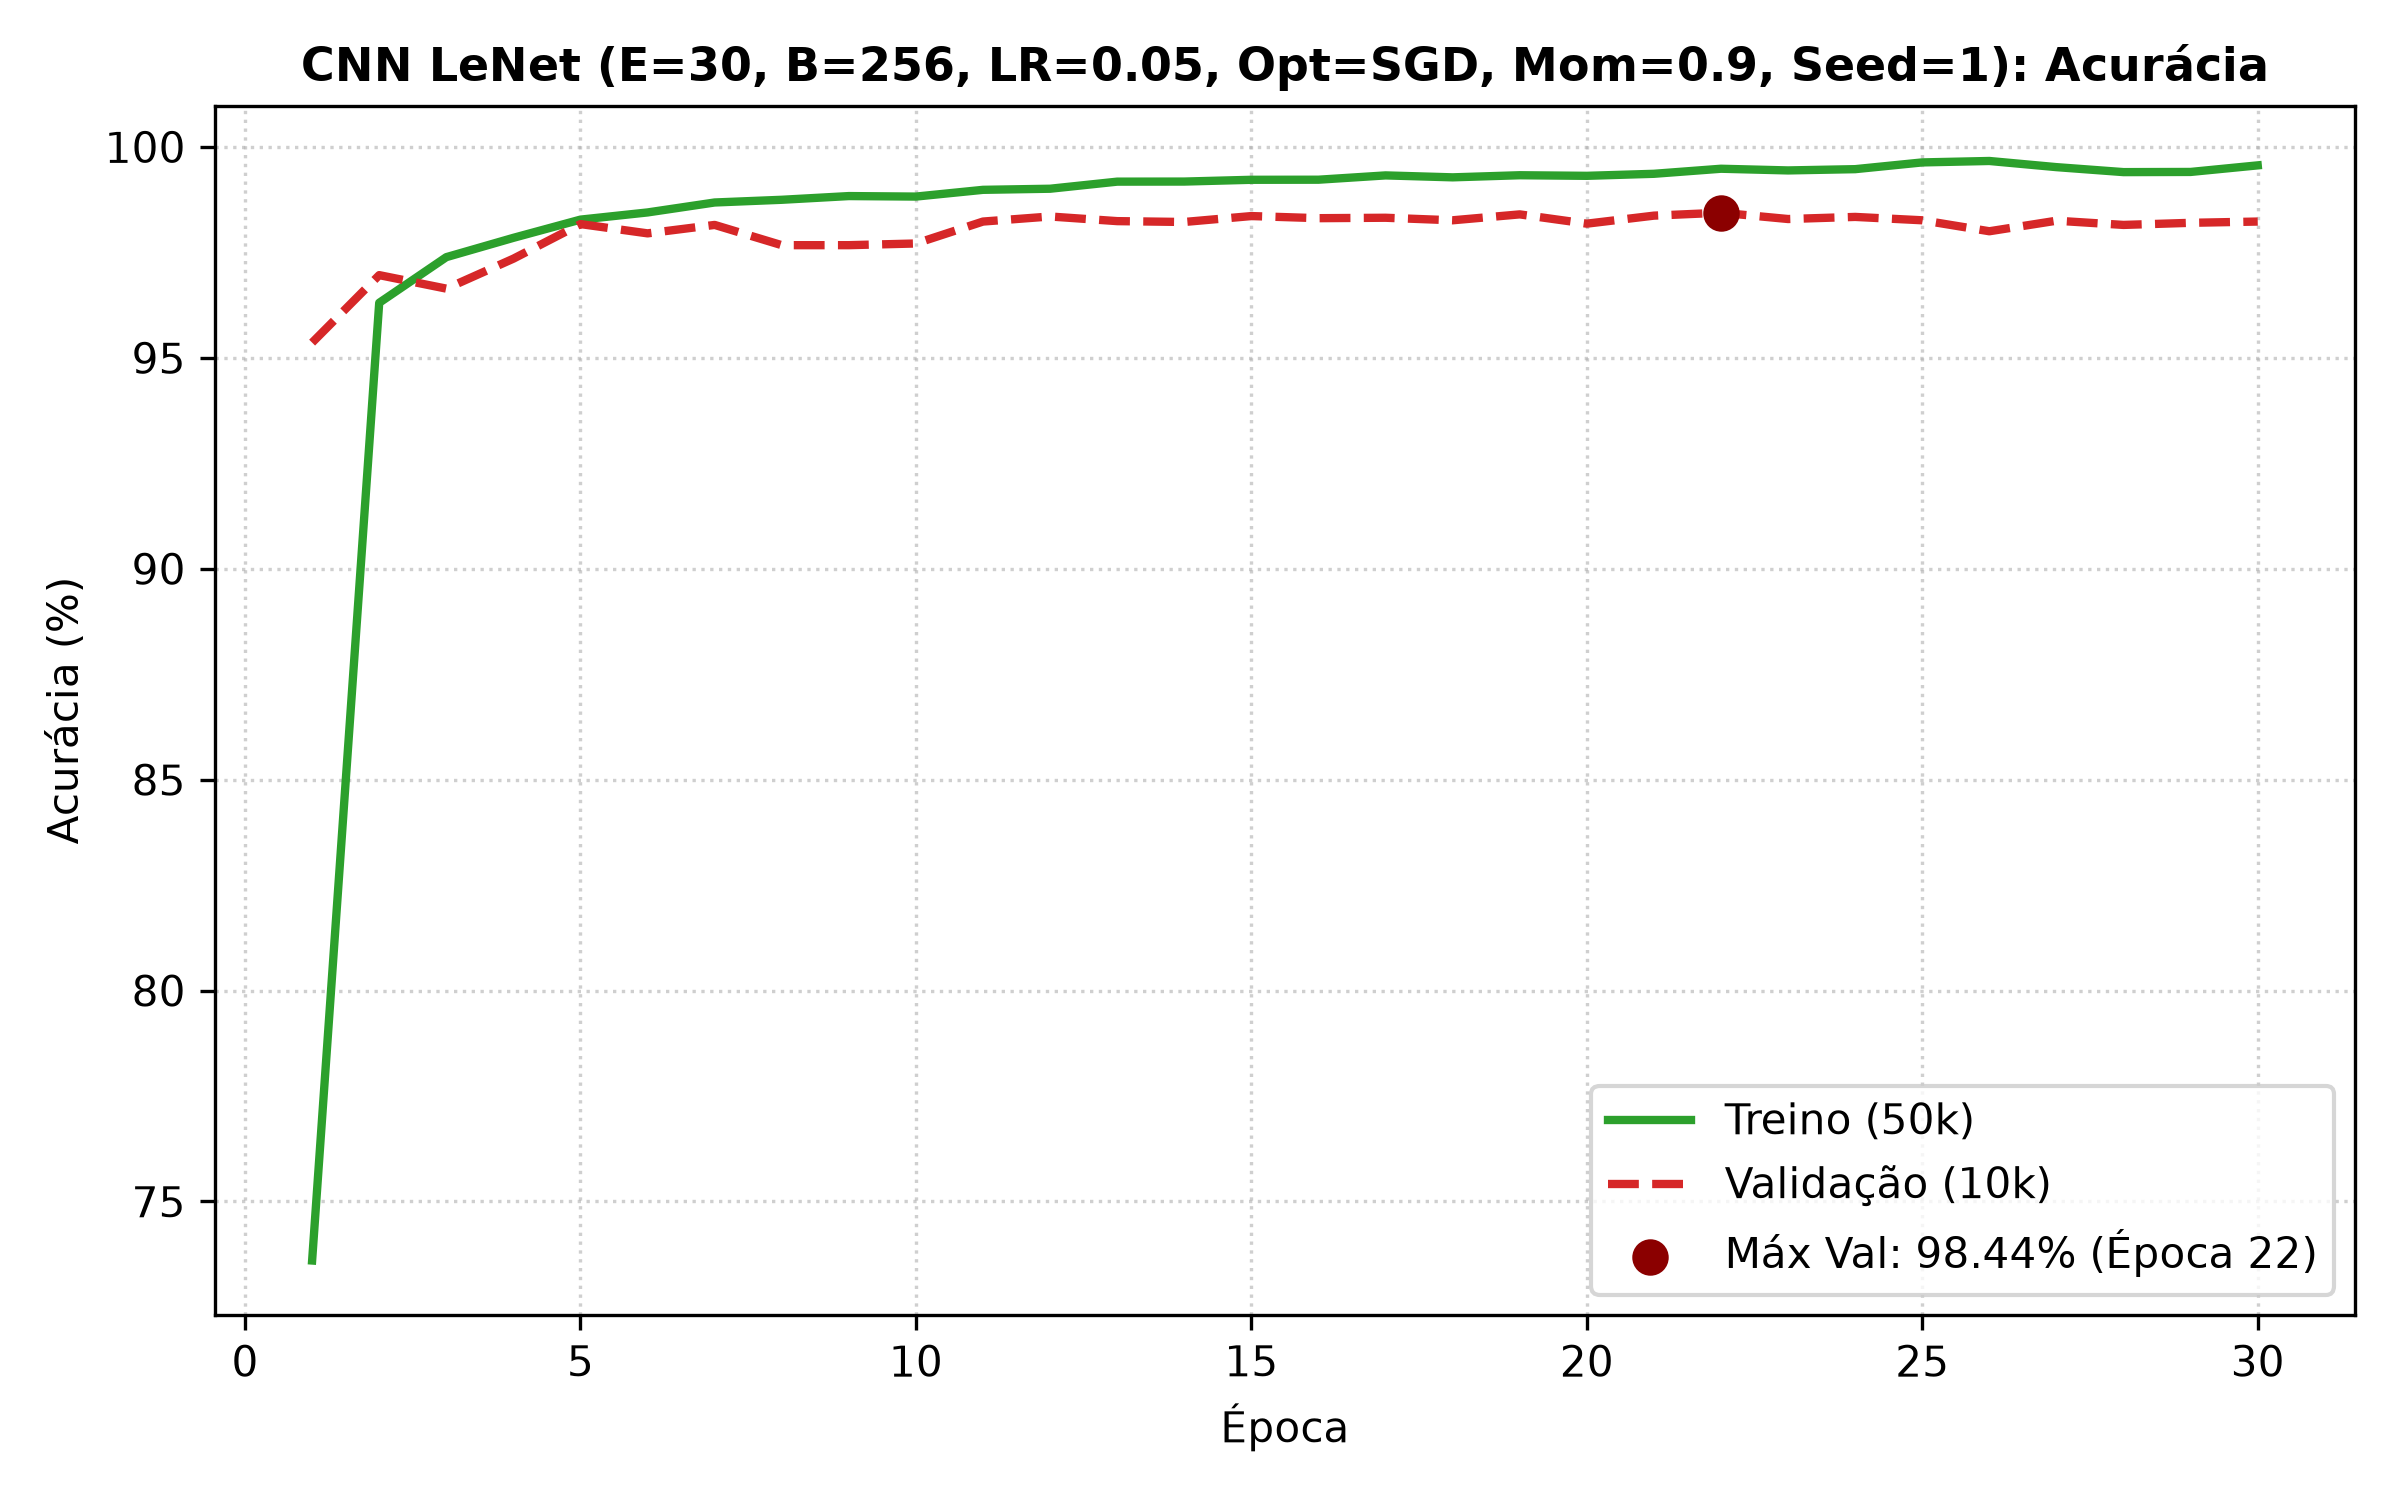 CNN LeNet (E=30, B=256, LR=0.05, Opt=SGD, Mom=0.9, Seed=1): Acurácia
Acurácia (%)
100
95
90
85
80
75
0 5 10 15 20 25 30
Época
Treino (50k)
Validação (10k)
Máx Val: 98.44% (Época 22)